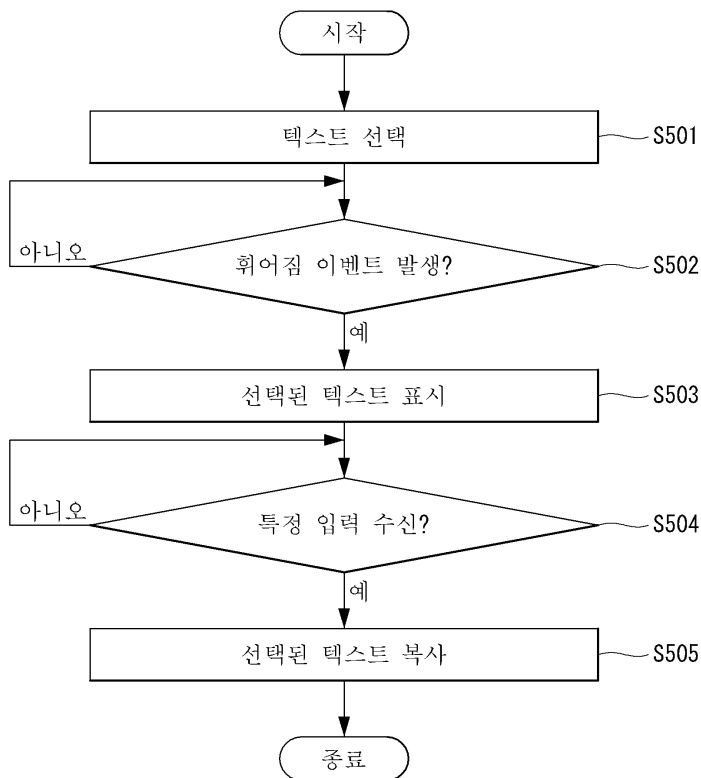 시작
텍스트 선택
S501
아니오
휘어짐 이벤트 발생?
S502
예
선택된 텍스트 표시
S503
아니오
특정 입력 수신?
S504
예
선택된 텍스트 복사
S505
종료